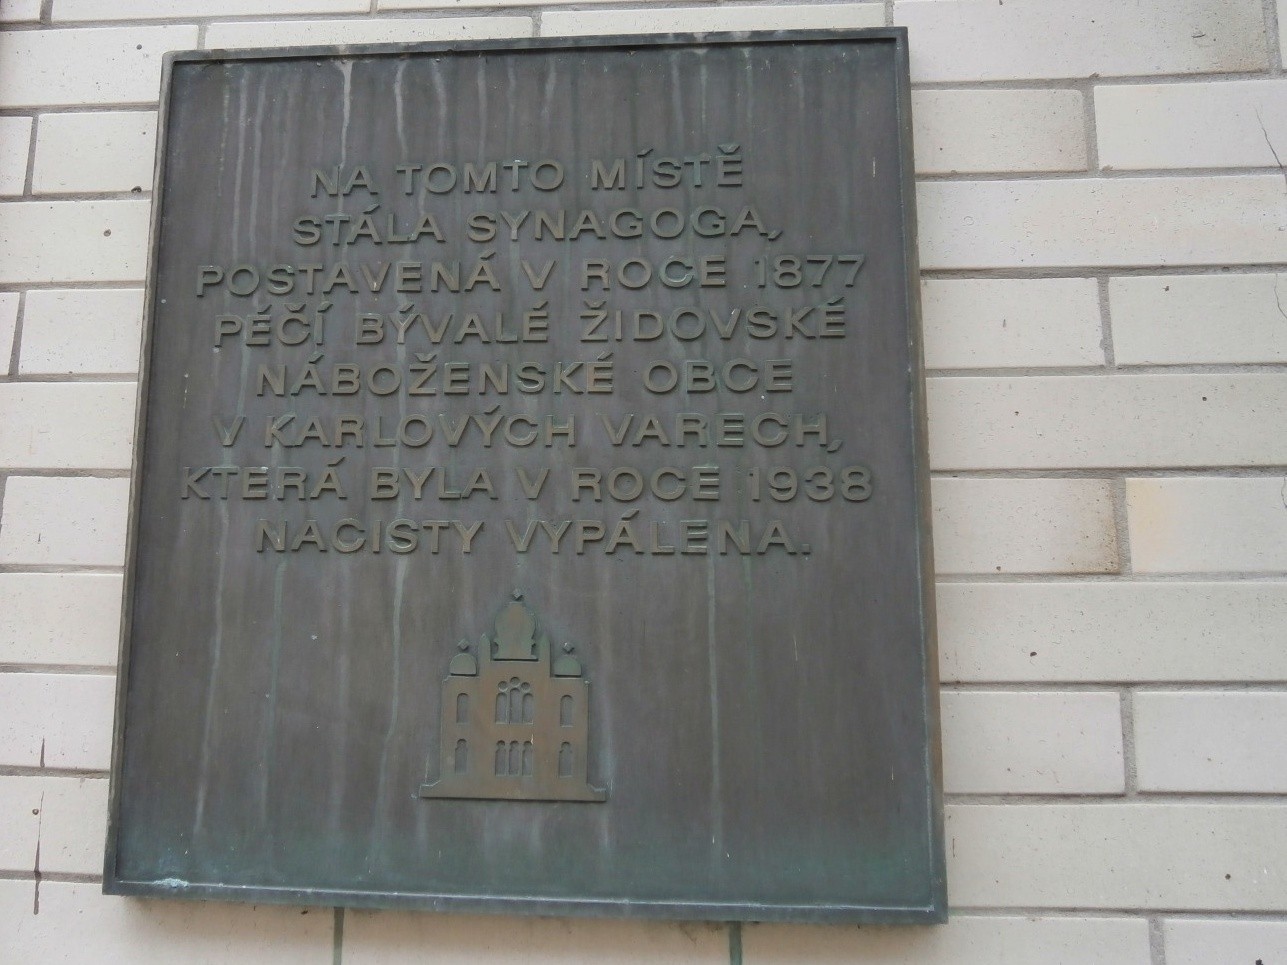 NA TOMTO MÍSTĚ
STÁLA SYNAGOGA,
POSTAVENÁ V ROCE 1877
PÉČÍ BÝVALÉ ŽIDOVSKÉ
NÁBOŽENSKÉ OBCE
V KARLOVÝCH VARECH,
KTERÁ BYLA V ROCE 1938
NACISTY VYPÁLENA.